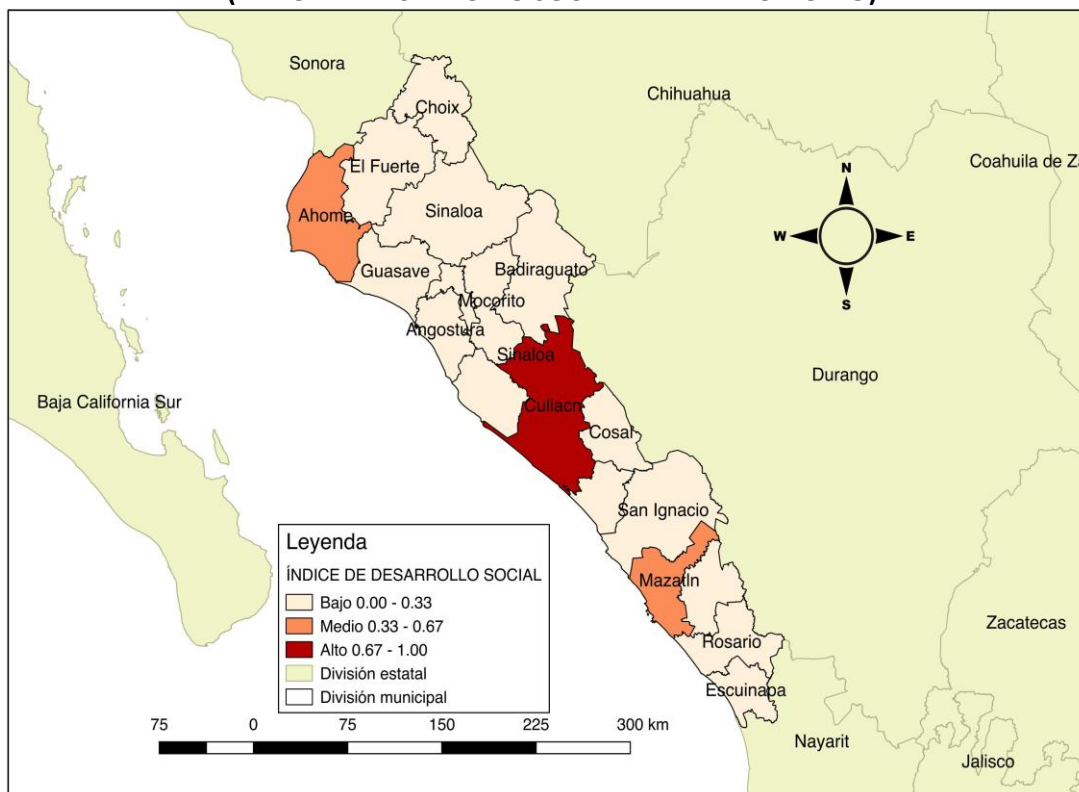 Sonora
Chihuahua
Choix
Coahuila de Za
El Fuerte
N
Ahome
Sinaloa
W
E
Guasave
Badiraguato
S
Mocorito
Angostura
Sinaloa
Durango
Baja California Sur
Culiacn
Cosal
San Ignacio
Leyenda
ÍNDICE DE DESARROLLO SOCIAL
Bajo 0.00 - 0.33
Medio 0.33 - 0.67
Alto 0.67 - 1.00
División estatal
División municipal
Mazatln
Zacatecas
Rosario
Escuinapa
75 0 75 150 225 300 km
Nayarit
Jalisco